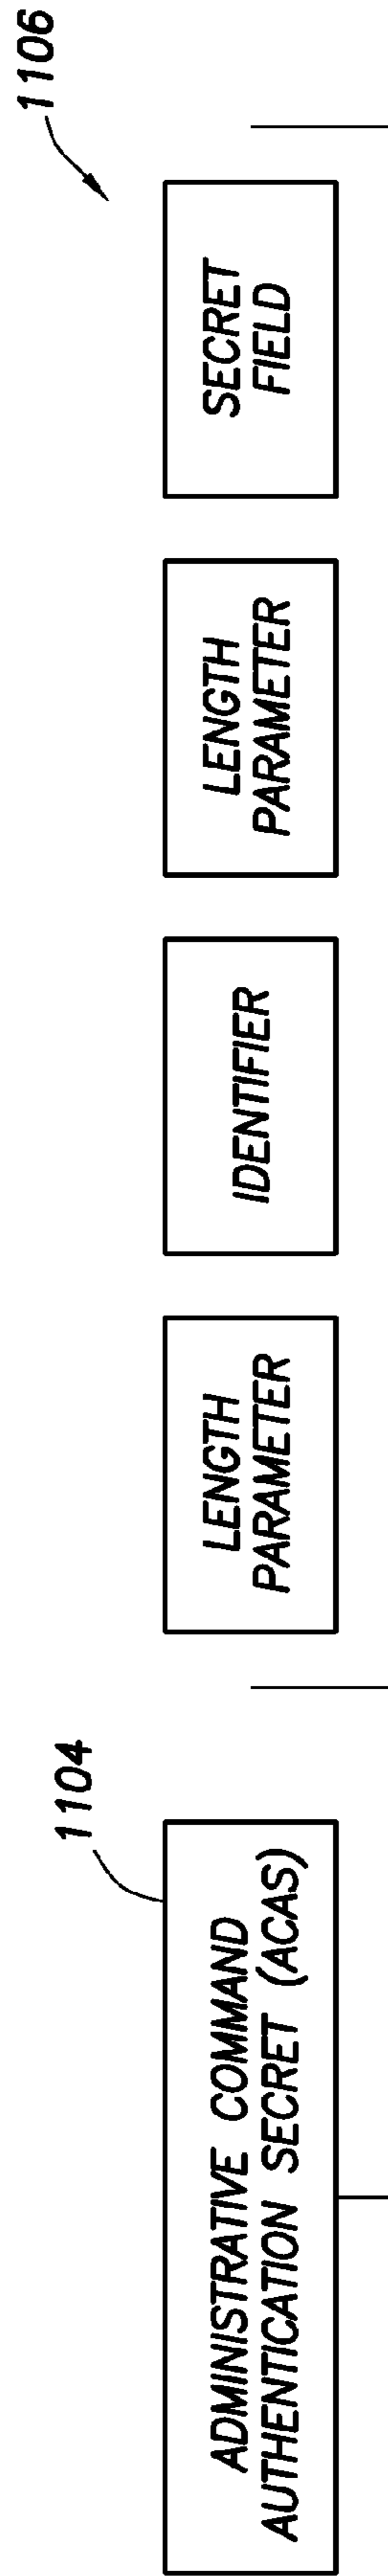 1104
1106
ADMINISTRATIVE COMMAND
AUTHENTICATION SECRET (ACAS)
LENGTH
PARAMETER
IDENTIFIER
LENGTH
PARAMETER
SECRET
FIELD